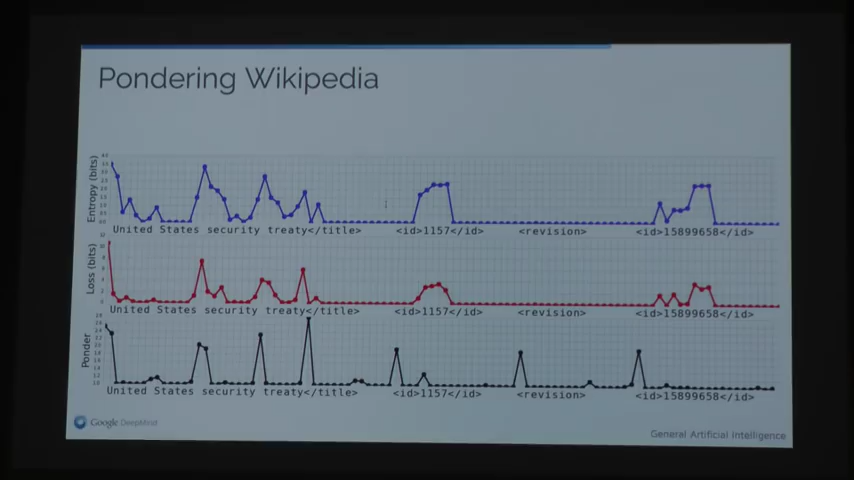 Pondering Wikipedia
Entropy (bits)
United States security treaty</title> <id>1157</id> <revision> <id>15899658</id>
Loss (bits)
United States security treaty</title> <id>1157</id> <revision> <id>15899658</id>
Ponder
United States security treaty</title> <id>1157</id> <revision> <id>15899658</id>
Google DeepMind
General Artificial Intelligence